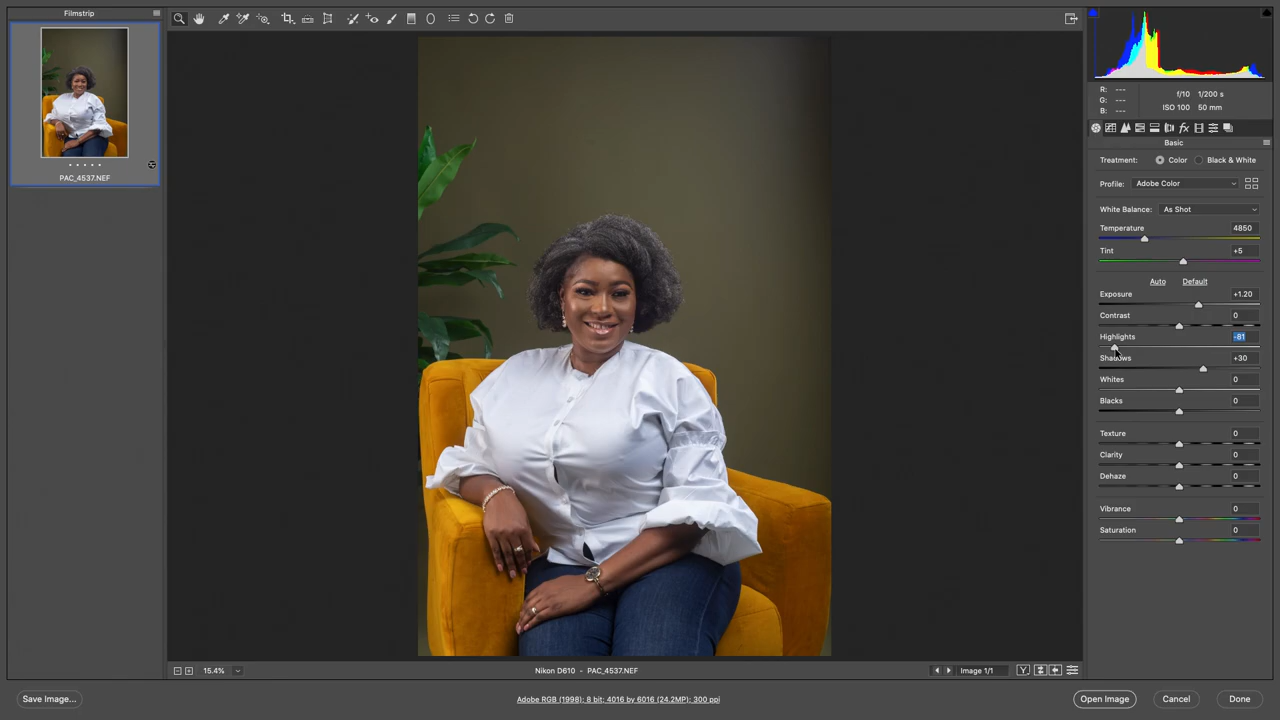 Filmstrip
PAC_4537.NEF
15.4%
Nikon D610 - PAC_4537.NEF
Image 1/1
Save Image...
Adobe RGB (1998); 8 bit; 4016 by 6016 (24.2MP); 300 ppi
Open Image
Cancel
Done
R: ---
G: ---
B: ---
f/10 1/200 s
ISO 100 50 mm
fx
Basic
Treatment: Color Black & White
Profile: Adobe Color
White Balance: As Shot
Temperature 4850
Tint +5
Auto Default
Exposure +1.20
Contrast 0
Highlights -81
Shadows +30
Whites 0
Blacks 0
Texture 0
Clarity 0
Dehaze 0
Vibrance 0
Saturation 0